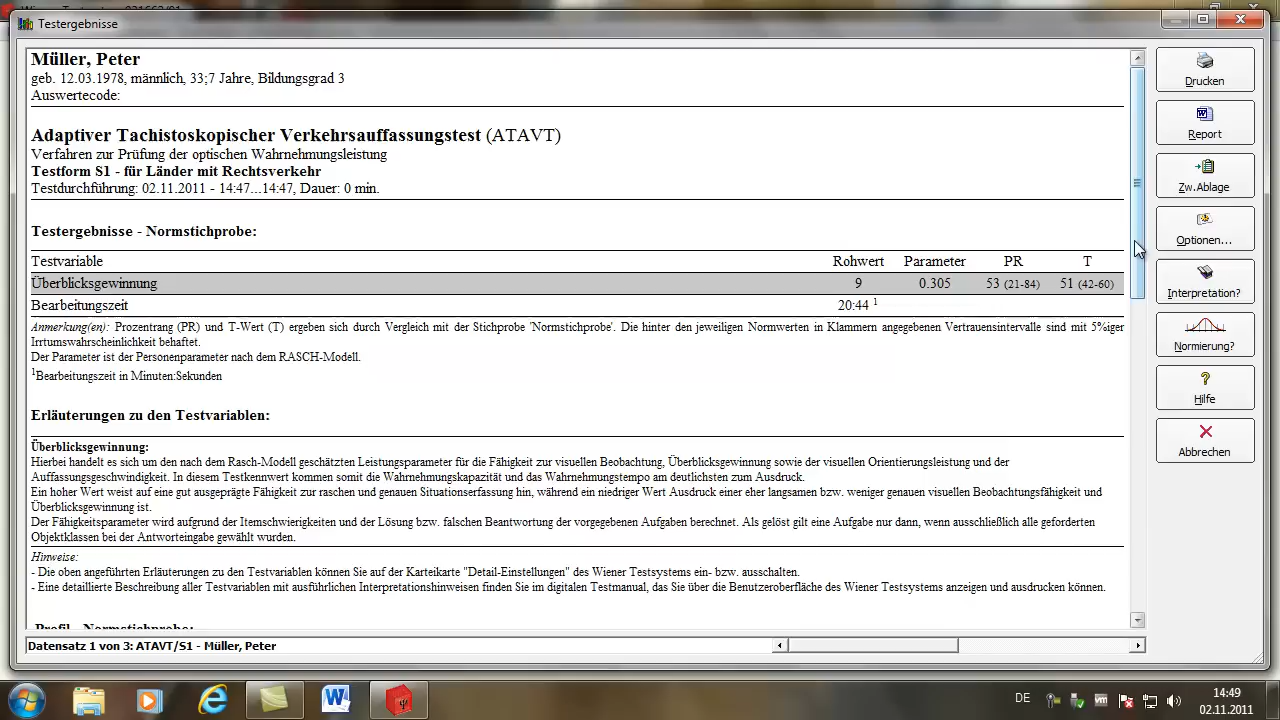 Testergebnisse
Müller, Peter
geb. 12.03.1978, männlich, 33;7 Jahre, Bildungsgrad 3
Auswertecode:
Adaptiver Tachistoskopischer Verkehrsauffassungstest (ATAVT)
Verfahren zur Prüfung der optischen Wahrnehmungsleistung
Testform S1 - für Länder mit Rechtsverkehr
Testdurchführung: 02.11.2011 - 14:47...14:47, Dauer: 0 min.
Testergebnisse - Normstichprobe:
Testvariable Rohwert Parameter PR T
Überblicksgewinnung 9 0.305 53 (21-84) 51 (42-60)
Bearbeitungszeit 20:44 1
Anmerkung(en): Prozentrang (PR) und T-Wert (T) ergeben sich durch Vergleich mit der Stichprobe 'Normstichprobe'. Die hinter den jeweiligen Normwerten in Klammern angegebenen Vertrauensintervalle sind mit 5%iger
Irrtumswahrscheinlichkeit behaftet.
Der Parameter ist der Personenparameter nach dem RASCH-Modell.
1Bearbeitungszeit in Minuten:Sekunden
Erläuterungen zu den Testvariablen:
Überblicksgewinnung:
Hierbei handelt es sich um den nach dem Rasch-Modell geschätzten Leistungsparameter für die Fähigkeit zur visuellen Beobachtung, Überblicksgewinnung sowie der visuellen Orientierungsleistung und der
Auffassungsgeschwindigkeit. In diesem Testkennwert kommen somit die Wahrnehmungskapazität und das Wahrnehmungstempo am deutlichsten zum Ausdruck.
Ein hoher Wert weist auf eine gut ausgeprägte Fähigkeit zur raschen und genauen Situationserfassung hin, während ein niedriger Wert Ausdruck einer eher langsamen bzw. weniger genauen visuellen Beobachtungsfähigkeit und
Überblicksgewinnung ist.
Der Fähigkeitsparameter wird aufgrund der Itemschwierigkeiten und der Lösung bzw. falschen Beantwortung der vorgegebenen Aufgaben berechnet. Als gelöst gilt eine Aufgabe nur dann, wenn ausschließlich alle geforderten
Objektklassen bei der Antworteingabe gewählt wurden.
Hinweise:
- Die oben angeführten Erläuterungen zu den Testvariablen können Sie auf der Karteikarte "Detail-Einstellungen" des Wiener Testsystems ein- bzw. ausschalten.
- Eine detaillierte Beschreibung aller Testvariablen mit ausführlichen Interpretationshinweisen finden Sie im digitalen Testmanual, das Sie über die Benutzeroberfläche des Wiener Testsystems anzeigen und ausdrucken können.
Profil - Normstichprobe:
Datensatz 1 von 3: ATAVT/S1 - Müller, Peter
Drucken
Report
Zw.Ablage
Optionen...
Interpretation?
Normierung?
Hilfe
Abbrechen
DE
14:49
02.11.2011